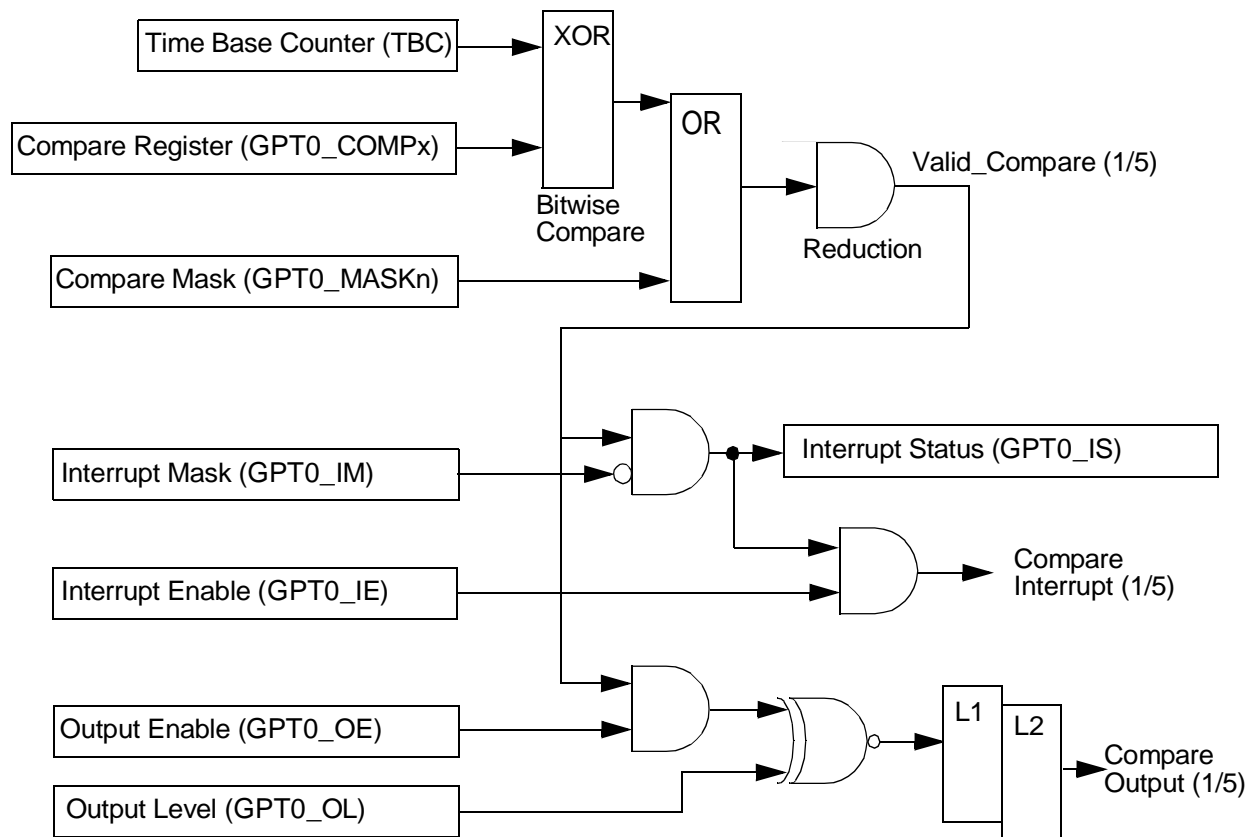 Time Base Counter (TBC)
XOR
Compare Register (GPT0_COMPx)
OR
Valid_Compare (1/5)
Bitwise
Compare
Reduction
Compare Mask (GPT0_MASKn)
Interrupt Mask (GPT0_IM)
Interrupt Status (GPT0_IS)
Interrupt Enable (GPT0_IE)
Compare
Interrupt (1/5)
Output Enable (GPT0_OE)
L1
L2
Compare
Output (1/5)
Output Level (GPT0_OL)